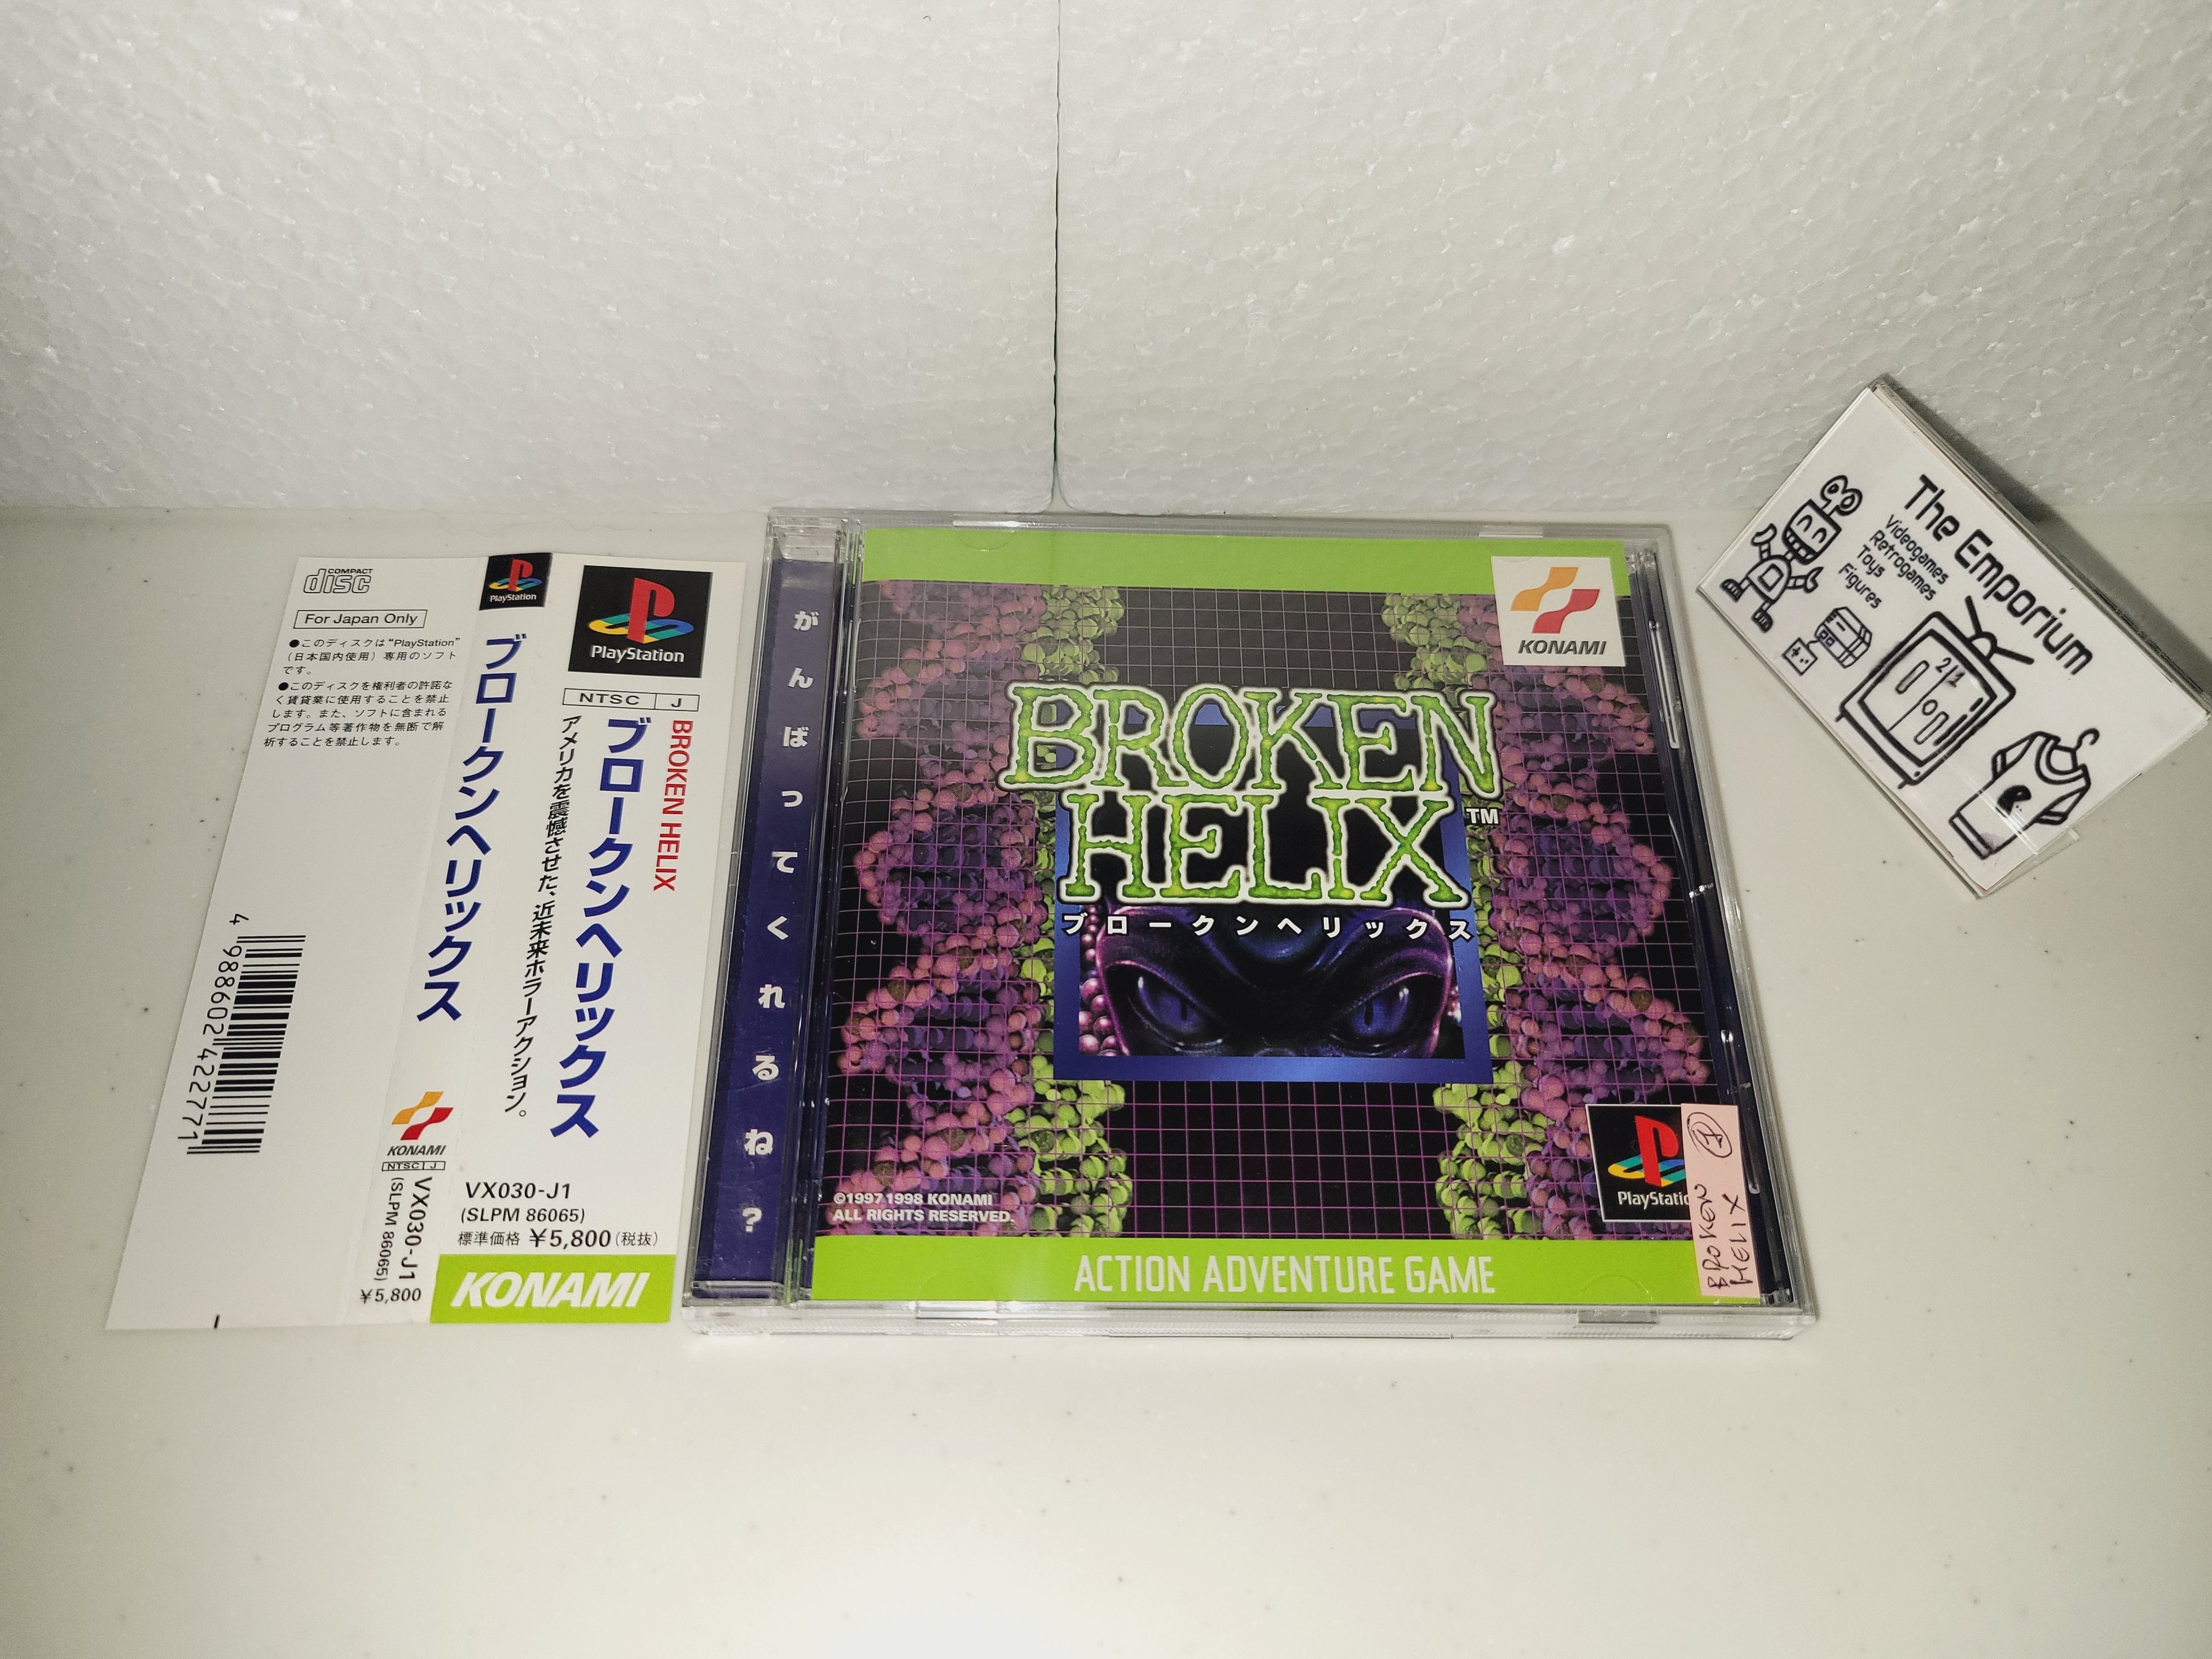 COMPACT
disc
For Japan Only
●このディスクは“PlayStation”
(日本国内使用)専用のソフト
です。
●このディスクを権利者の許諾な
く賃貸業に使用することを禁止
します。また、ソフトに含まれる
プログラム等著作物を無断で解
析することを禁止します。
4 988602 422771
PlayStation
ブロークンヘリックス
KONAMI
NTSC J
VX030-J1
(SLPM 86065)
¥5,800
PlayStation
NTSC J
BROKEN HELIX
ブロークンヘリックス
アメリカを震憾させた、近未来ホラーアクション。
VX030-J1
(SLPM 86065)
標準価格 ¥5,800(税抜)
KONAMI
がんばってくれるね?
KONAMI
BROKEN
HELIX
TM
ブロークンヘリックス
©1997 1998 KONAMI
ALL RIGHTS RESERVED.
PlayStatio
ACTION ADVENTURE GAME
BROKEN
HELIX
The Emporium
Videogames
Retrogames
Toys
Figures